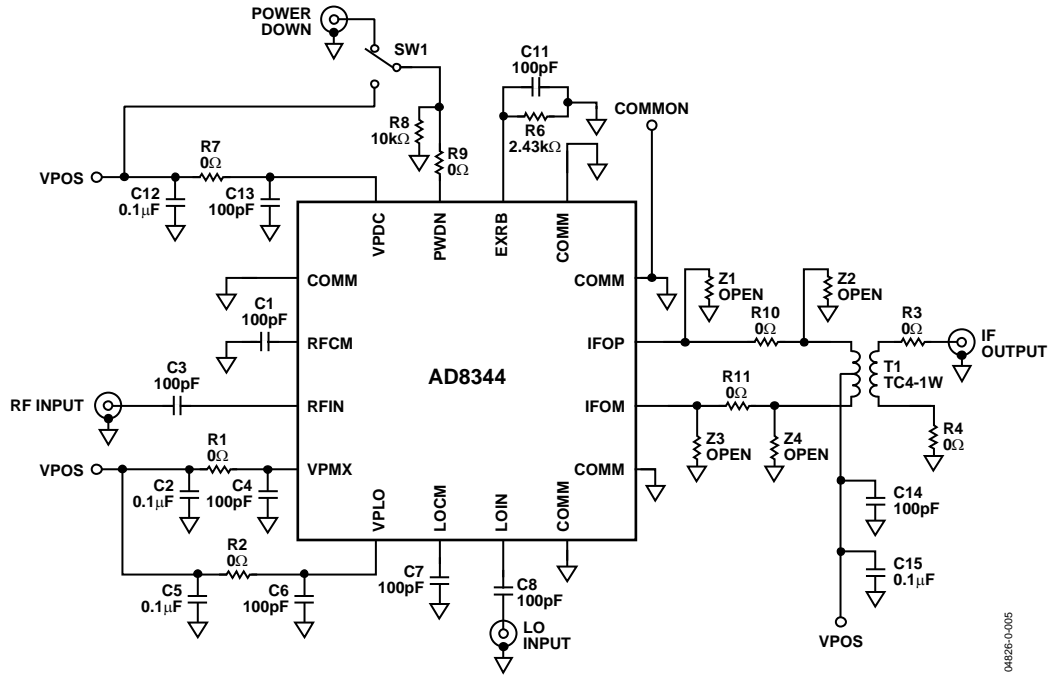 POWER
DOWN
SW1
C11
100pF
COMMON
R8
10kΩ
R6
2.43kΩ
R9
0Ω
R7
0Ω
VPOS
C12
0.1µF
C13
100pF
VPDC
PWDN
EXRB
COMM
COMM
COMM
Z1
OPEN
Z2
OPEN
R10
0Ω
R3
0Ω
IF
OUTPUT
C1
100pF
RFCM
IFOP
T1
TC4-1W
AD8344
C3
100pF
R11
0Ω
RF INPUT
RFIN
IFOM
R4
0Ω
Z3
OPEN
Z4
OPEN
R1
0Ω
VPOS
VPMX
COMM
C2
0.1µF
C4
100pF
VPLO
LOCM
LOIN
COMM
C14
100pF
R2
0Ω
C5
0.1µF
C6
100pF
C7
100pF
C8
100pF
C15
0.1µF
LO
INPUT
VPOS
04826-0-005